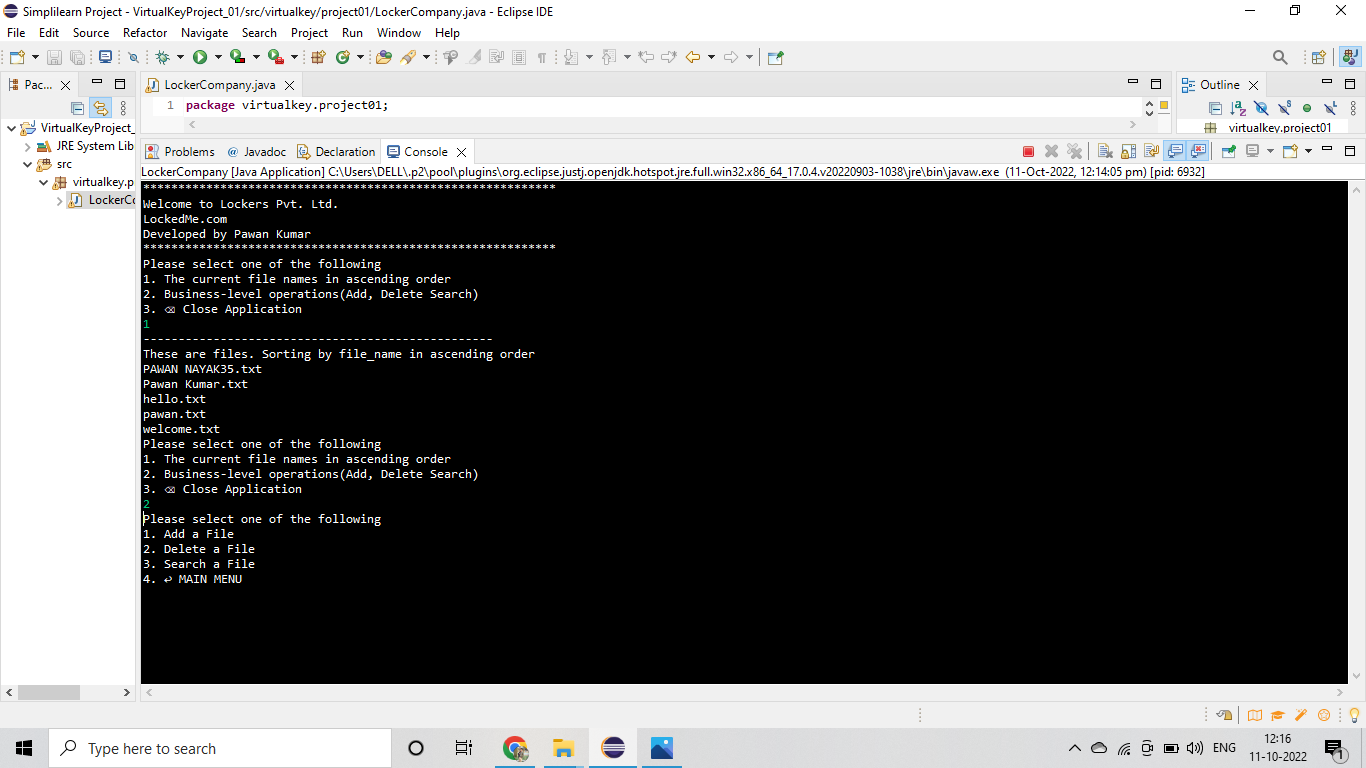 Simplilearn Project - VirtualKeyProject_01/src/virtualkey/project01/LockerCompany.java - Eclipse IDE
File Edit Source Refactor Navigate Search Project Run Window Help
Pac...
LockerCompany.java
Outline
1 package virtualkey.project01;
virtualkey.project01
VirtualKeyProject_
JRE System Lib
src
virtualkey.p
LockerCo
Problems @ Javadoc Declaration Console
LockerCompany [Java Application] C:\Users\DELL\.p2\pool\plugins\org.eclipse.justj.openjdk.hotspot.jre.full.win32.x86_64_17.0.4.v20220903-1038\jre\bin\javaw.exe (11-Oct-2022, 12:14:05 pm) [pid: 6932]
***********************************************************
Welcome to Lockers Pvt. Ltd.
LockedMe.com
Developed by Pawan Kumar
***********************************************************
Please select one of the following
1. The current file names in ascending order
2. Business-level operations(Add, Delete Search)
3. ⌫ Close Application
1
--------------------------------------------------
These are files. Sorting by file_name in ascending order
PAWAN NAYAK35.txt
Pawan Kumar.txt
hello.txt
pawan.txt
welcome.txt
Please select one of the following
1. The current file names in ascending order
2. Business-level operations(Add, Delete Search)
3. ⌫ Close Application
2
Please select one of the following
1. Add a File
2. Delete a File
3. Search a File
4. ↩ MAIN MENU
Type here to search
ENG
12:16
11-10-2022
1